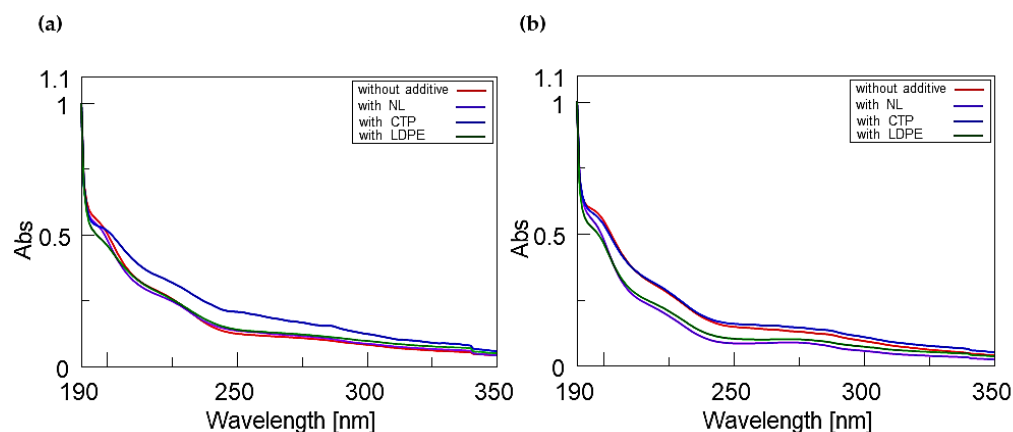 (a)
(b)
1.1
1
0.5
0
Abs
without additive
with NL
with CTP
with LDPE
190
250
300
350
Wavelength [nm]
1.1
1
0.5
0
Abs
without additive
with NL
with CTP
with LDPE
190
250
300
350
Wavelength [nm]